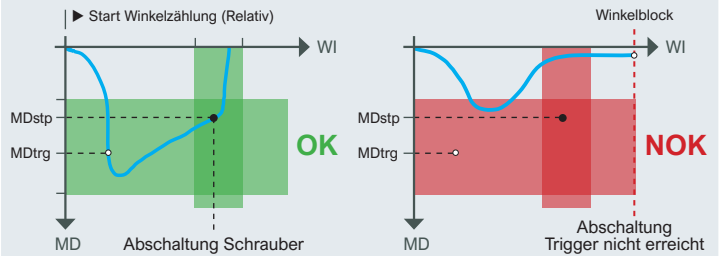 ▶ Start Winkelzählung (Relativ)
WI
MDstp
MDtrg
OK
MD
Abschaltung Schrauber
Winkelblock
WI
MDstp
MDtrg
NOK
MD
Abschaltung
Trigger nicht erreicht